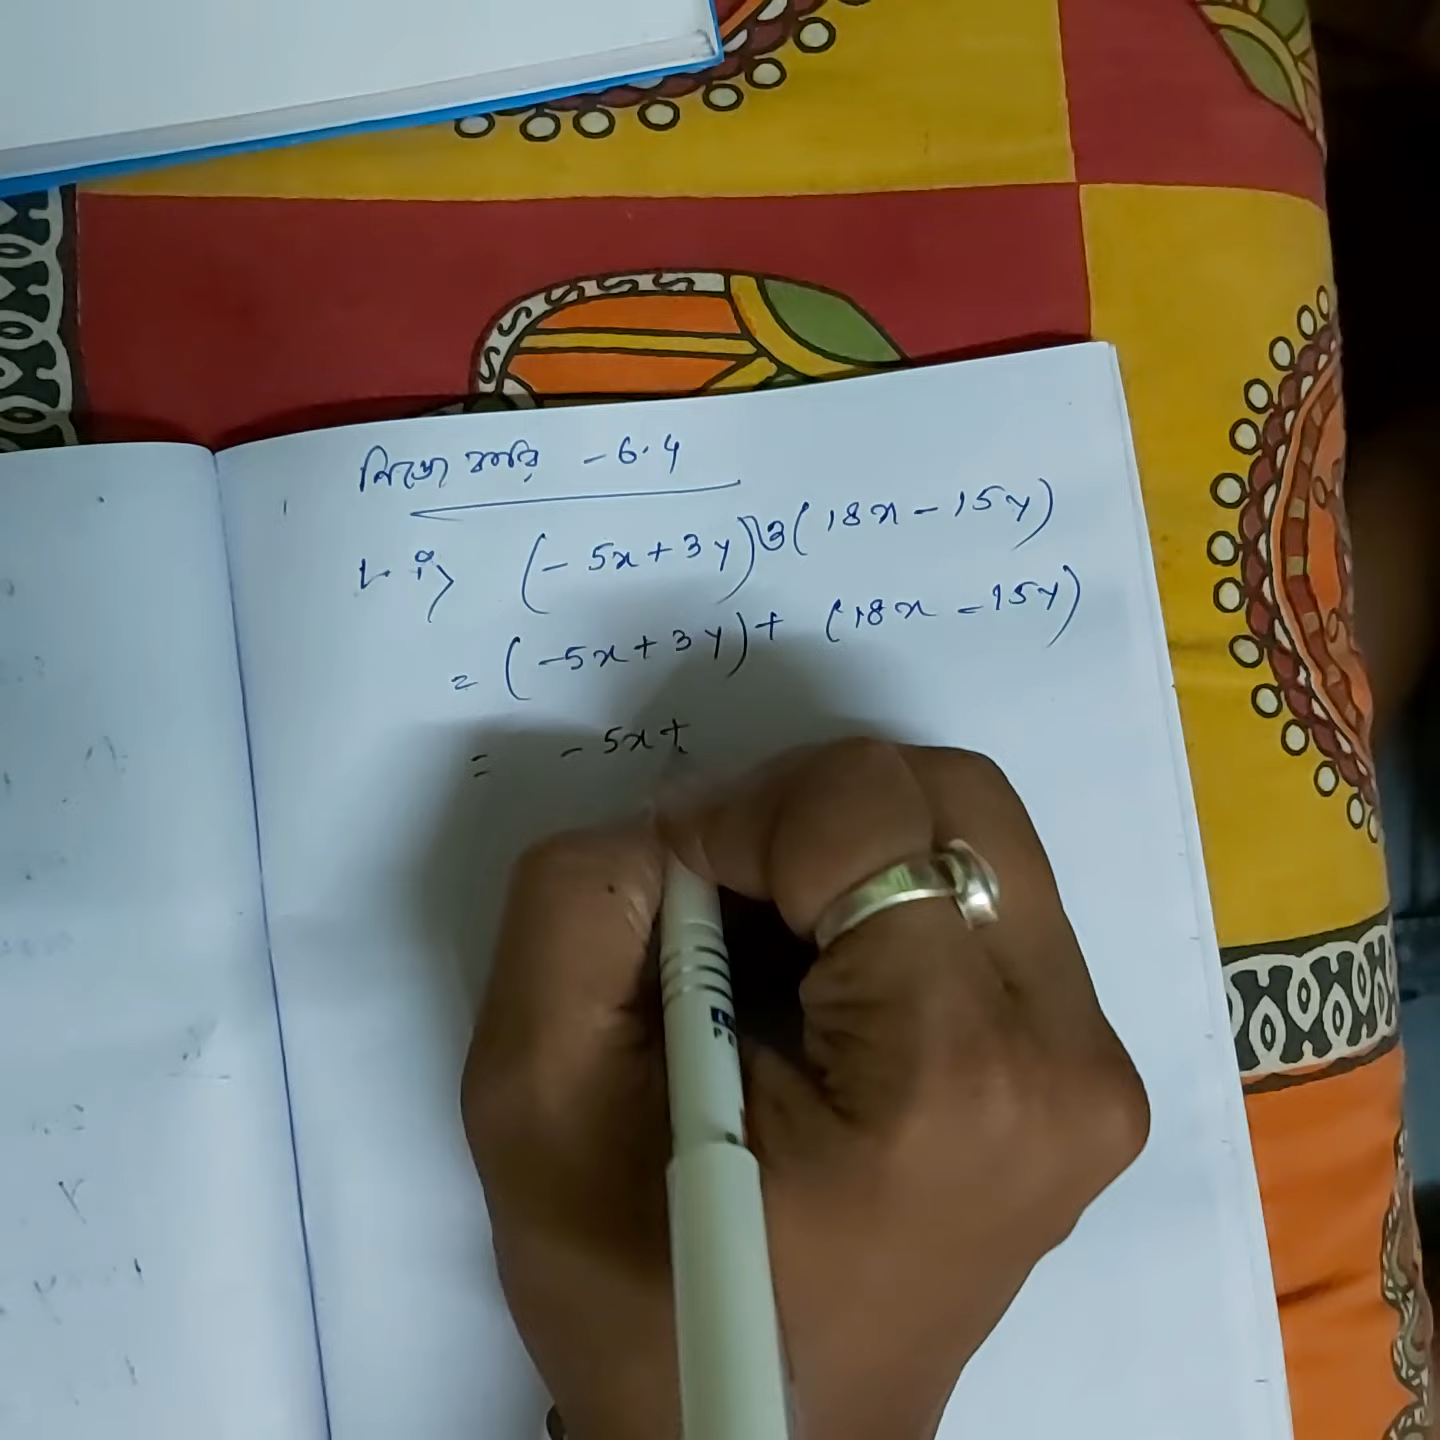 নিজে করি - 6.4
1. i) (- 5x + 3y) ও (18x - 15y)
= (-5x + 3y) + (18x - 15y)
= - 5x +